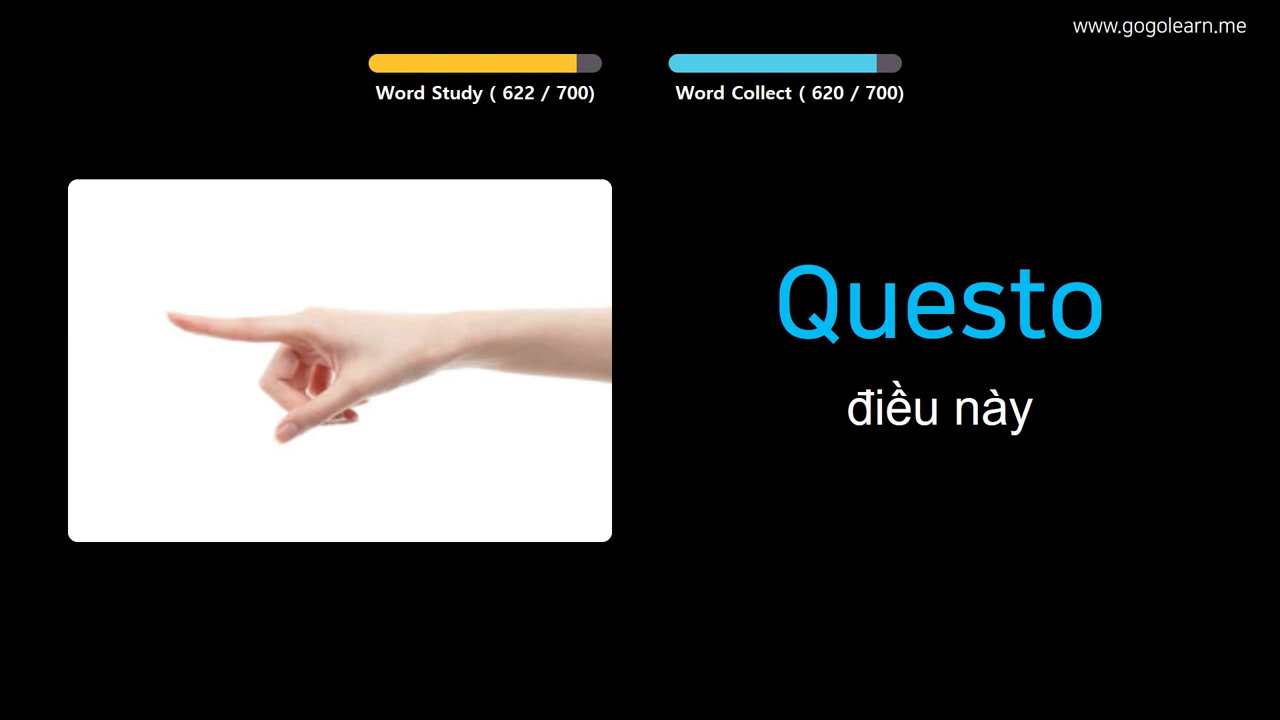 www.gogolearn.me
Word Study ( 622 / 700)
Word Collect ( 620 / 700)
Questo
điều này